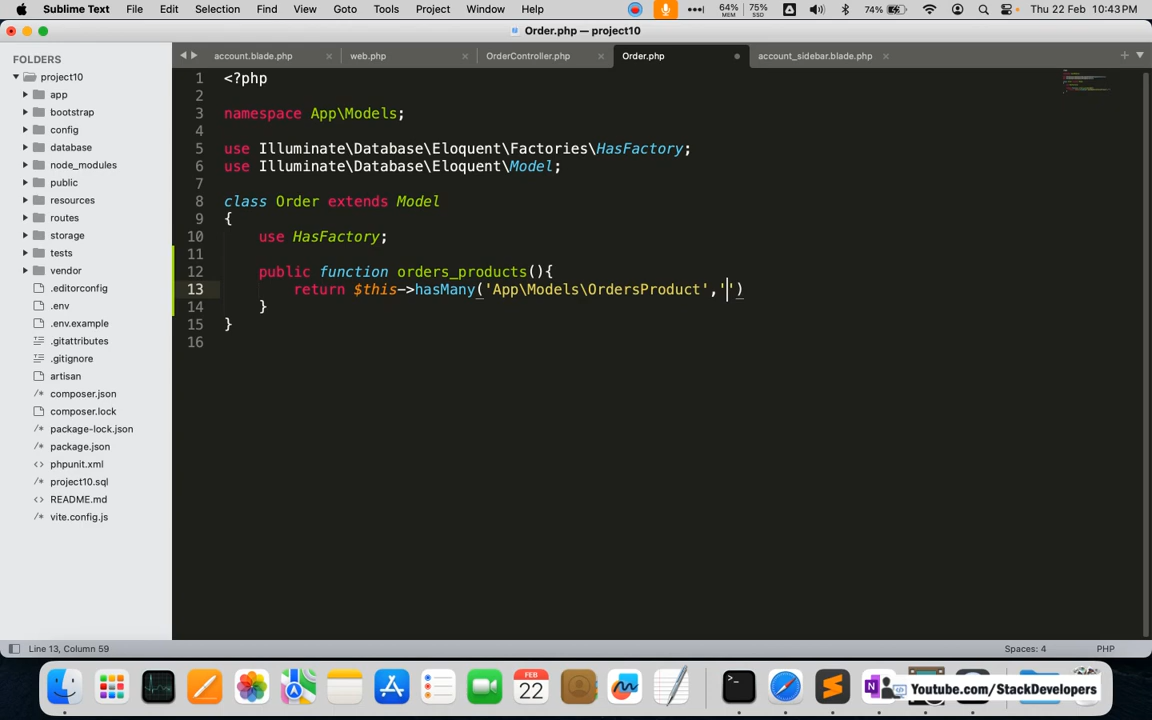 Sublime Text File Edit Selection Find View Goto Tools Project Window Help 64% MEM 75% SSD 74% Thu 22 Feb 10:43PM
Order.php — project10
account.blade.php web.php OrderController.php Order.php account_sidebar.blade.php
FOLDERS
project10
app
bootstrap
config
database
node_modules
public
resources
routes
storage
tests
vendor
.editorconfig
.env
.env.example
.gitattributes
.gitignore
artisan
composer.json
composer.lock
package-lock.json
package.json
phpunit.xml
project10.sql
README.md
vite.config.js
1 <?php
2
3 namespace App\Models;
4
5 use Illuminate\Database\Eloquent\Factories\HasFactory;
6 use Illuminate\Database\Eloquent\Model;
7
8 class Order extends Model
9 {
10 use HasFactory;
11
12 public function orders_products(){
13 return $this->hasMany('App\Models\OrdersProduct','')
14 }
15 }
16
Line 13, Column 59 Spaces: 4 PHP
FEB
22
Youtube.com/StackDevelopers